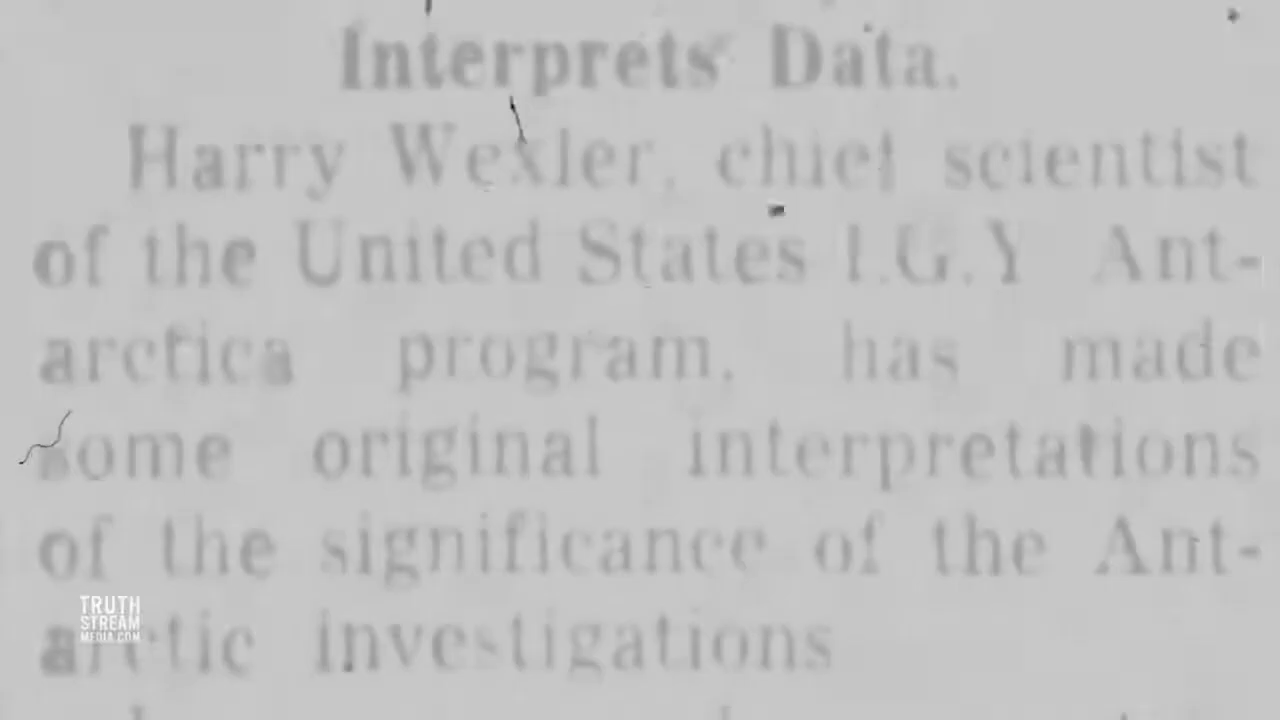 Interprets Data.
Harry Wexler, chief scientist
of the United States I.G.Y Ant-
arctica program, has made
some original interpretations
of the significance of the Ant-
arctic investigations
TRUTH
STREAM
MEDIA.COM